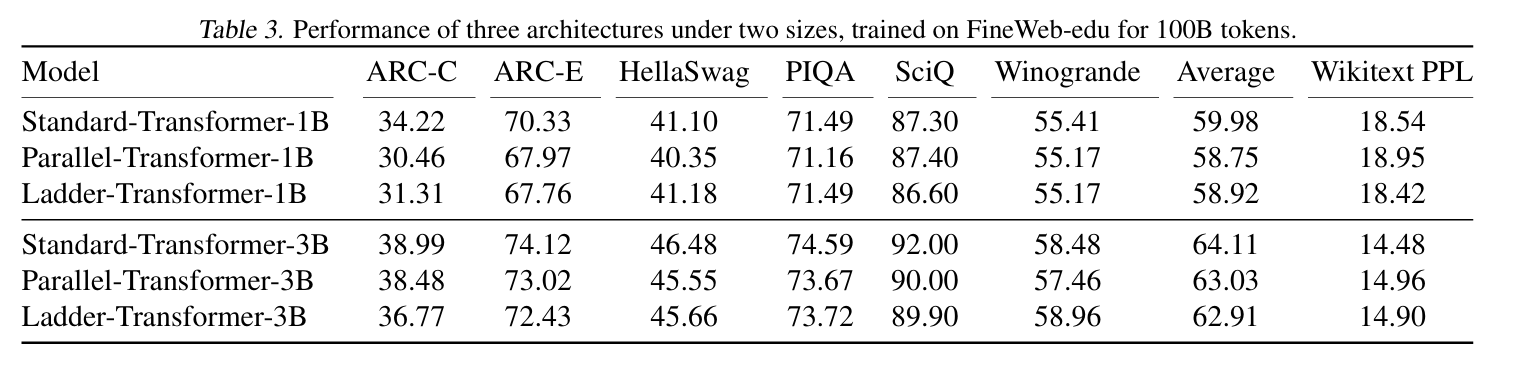 Table 3. Performance of three architectures under two sizes, trained on FineWeb-edu for 100B tokens.
Model ARC-C ARC-E HellaSwag PIQA SciQ Winogrande Average Wikitext PPL
Standard-Transformer-1B 34.22 70.33 41.10 71.49 87.30 55.41 59.98 18.54
Parallel-Transformer-1B 30.46 67.97 40.35 71.16 87.40 55.17 58.75 18.95
Ladder-Transformer-1B 31.31 67.76 41.18 71.49 86.60 55.17 58.92 18.42
Standard-Transformer-3B 38.99 74.12 46.48 74.59 92.00 58.48 64.11 14.48
Parallel-Transformer-3B 38.48 73.02 45.55 73.67 90.00 57.46 63.03 14.96
Ladder-Transformer-3B 36.77 72.43 45.66 73.72 89.90 58.96 62.91 14.90